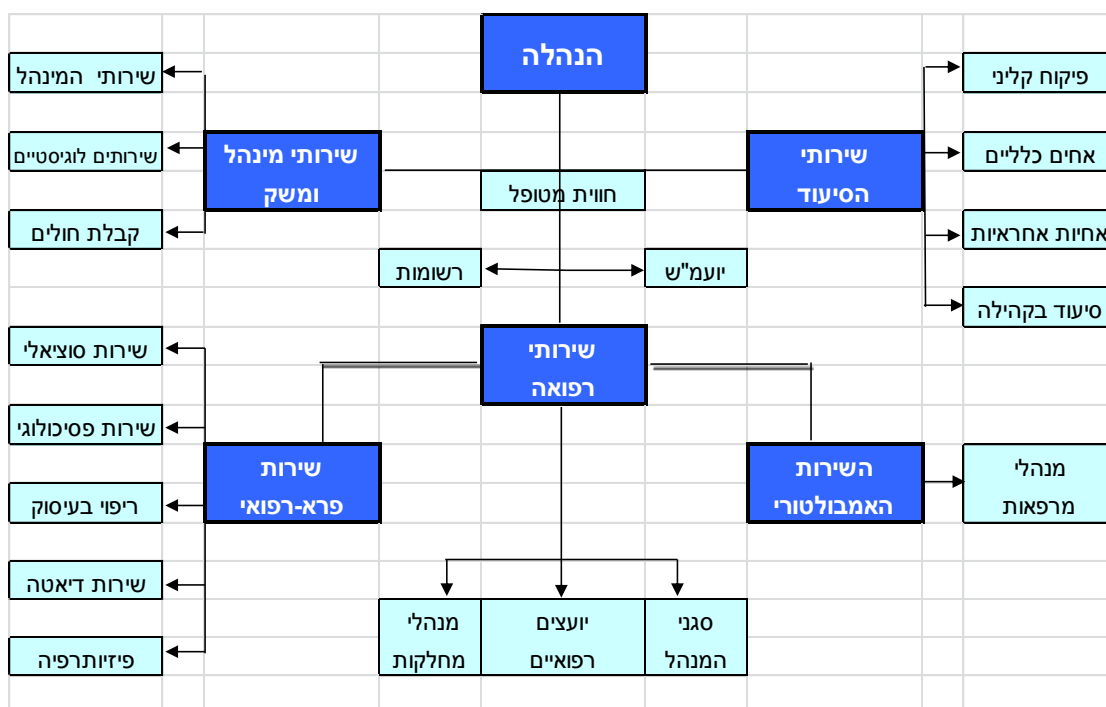 הנהלה
פיקוח קליני
שירותי המינהל
שירותי
הסיעוד
שירותי מינהל
ומשק
אחים כלליים
שירותים לוגיסטיים
חווית מטופל
אחיות אחראיות
קבלת חולים
יועמ"ש
רשומות
סיעוד בקהילה
שירותי
רפואה
שירות סוציאלי
שירות פסיכולוגי
השירות
האמבולטורי
שירות
פרא-רפואי
מנהלי
מרפאות
ריפוי בעיסוק
שירות דיאטה
סגני
המנהל
יועצים
רפואיים
מנהלי
מחלקות
פיזיותרפיה